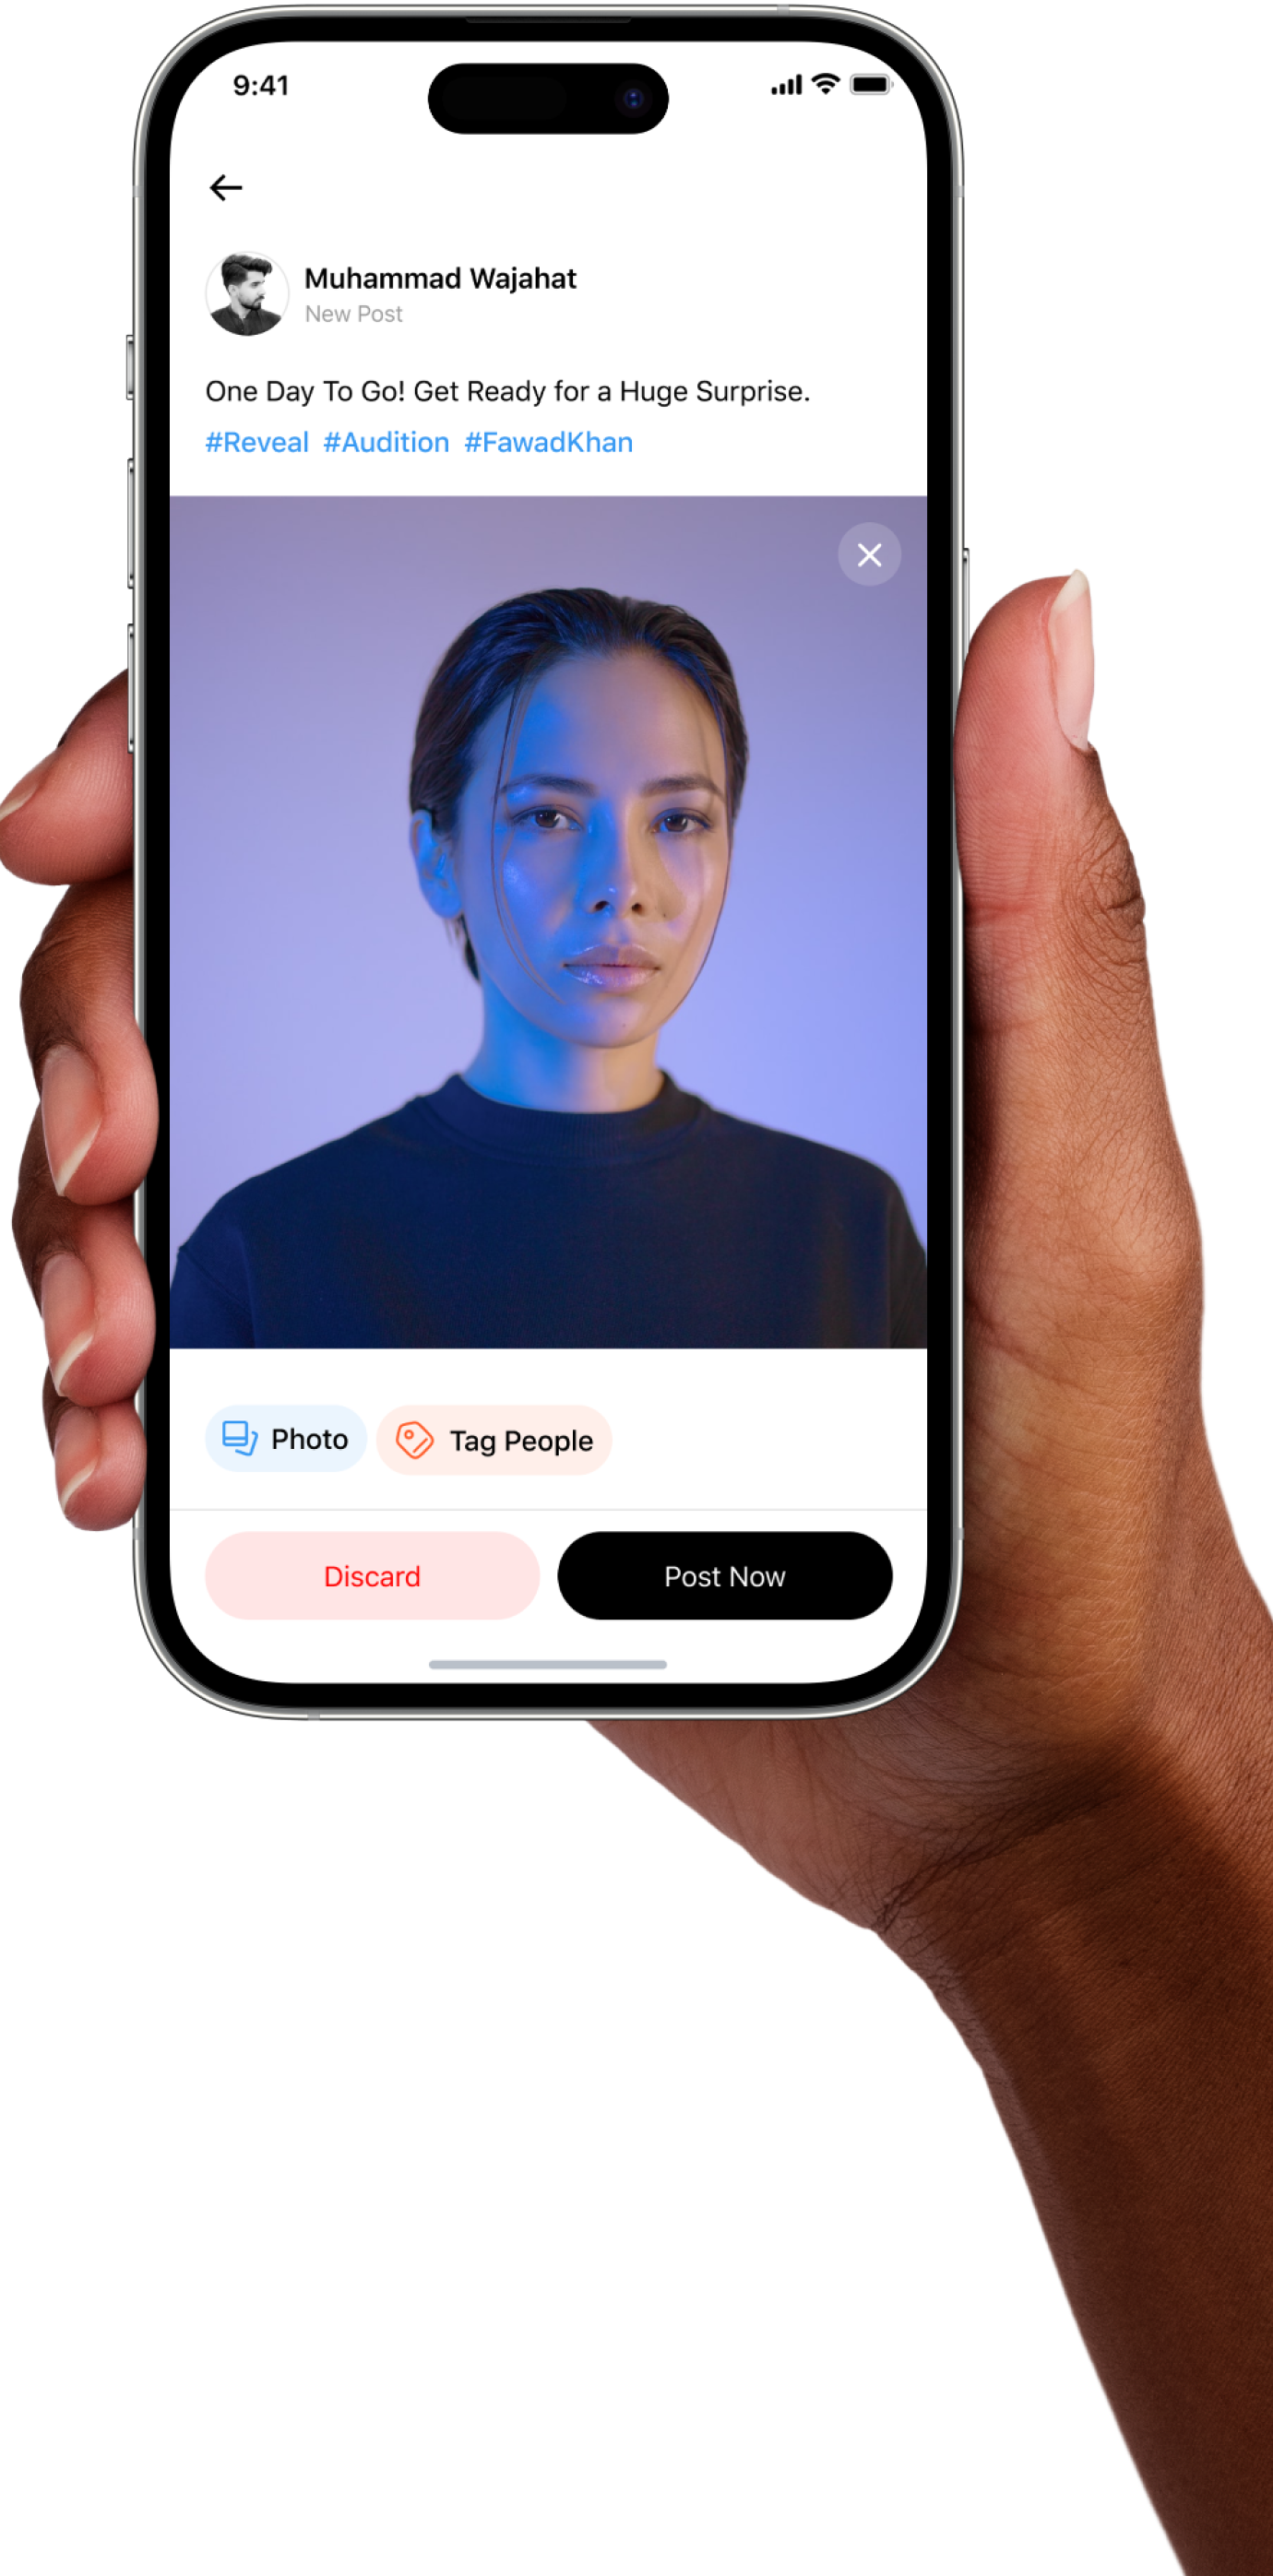 9:41
Muhammad Wajahat
New Post
One Day To Go! Get Ready for a Huge Surprise.
#Reveal #Audition #FawadKhan
Photo
Tag People
Discard
Post Now